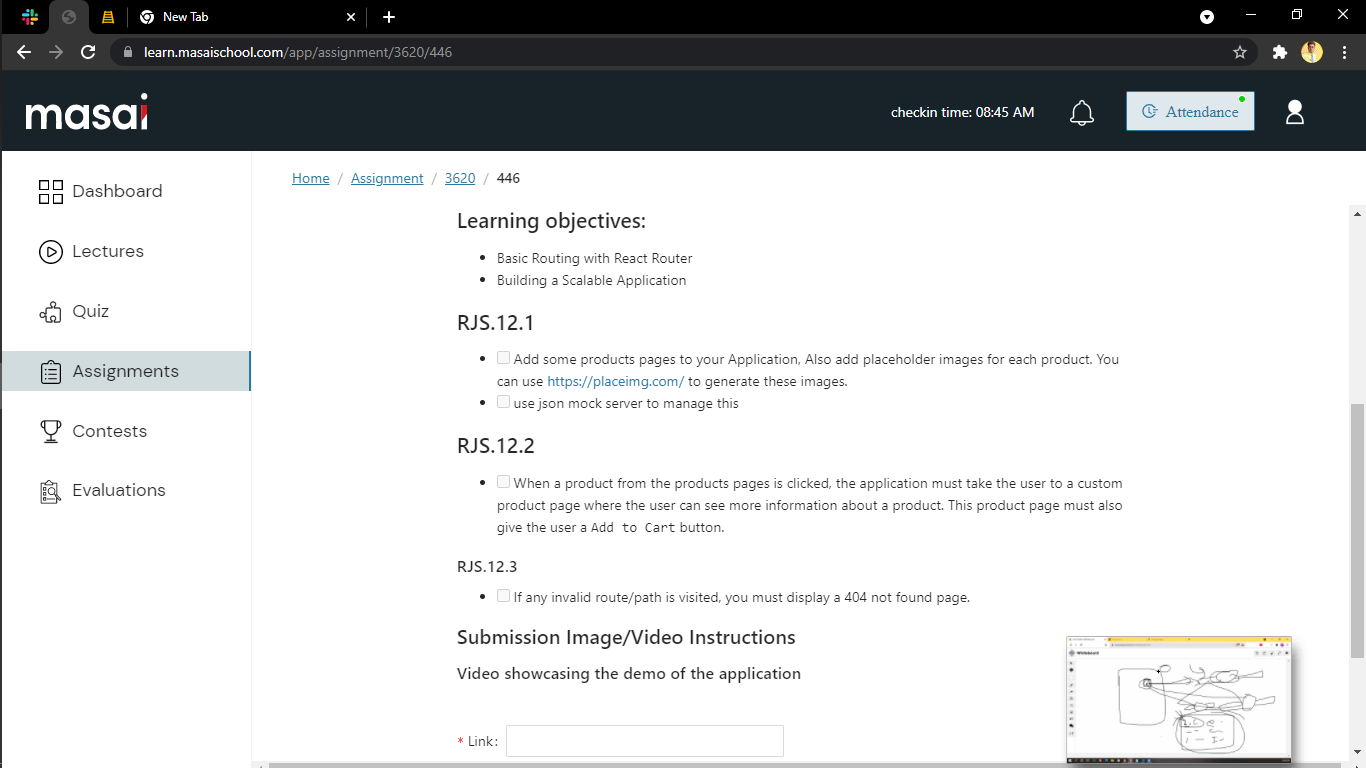 New Tab
learn.masaischool.com/app/assignment/3620/446
masai
checkin time: 08:45 AM
Attendance
Dashboard
Lectures
Quiz
Assignments
Contests
Evaluations
Home / Assignment / 3620 / 446
Learning objectives:
Basic Routing with React Router
Building a Scalable Application
RJS.12.1
Add some products pages to your Application, Also add placeholder images for each product. You
can use https://placeimg.com/ to generate these images.
use json mock server to manage this
RJS.12.2
When a product from the products pages is clicked, the application must take the user to a custom
product page where the user can see more information about a product. This product page must also
give the user a Add to Cart button.
RJS.12.3
If any invalid route/path is visited, you must display a 404 not found page.
Submission Image/Video Instructions
Video showcasing the demo of the application
* Link:
Whiteboard